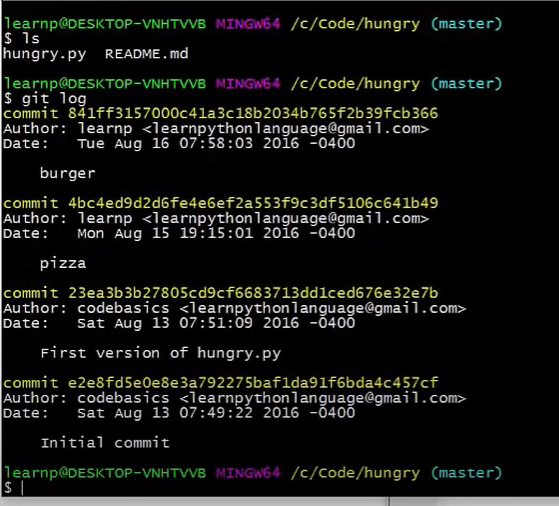 learnp@DESKTOP-VNHTVVB MINGW64 /c/Code/hungry (master)
$ ls
hungry.py  README.md
learnp@DESKTOP-VNHTVVB MINGW64 /c/Code/hungry (master)
$ git log
commit 841ff3157000c41a3c18b2034b765f2b39fcb366
Author: learnp <learnpythonlanguage@gmail.com>
Date:   Tue Aug 16 07:58:03 2016 -0400
burger
commit 4bc4ed9d2d6fe4e6ef2a553f9c3df5106c641b49
Author: learnp <learnpythonlanguage@gmail.com>
Date:   Mon Aug 15 19:15:01 2016 -0400
pizza
commit 23ea3b3b27805cd9cf6683713dd1ced676e32e7b
Author: codebasics <learnpythonlanguage@gmail.com>
Date:   Sat Aug 13 07:51:09 2016 -0400
First version of hungry.py
commit e2e8fd5e0e8e3a792275baf1da91f6bda4c457cf
Author: codebasics <learnpythonlanguage@gmail.com>
Date:   Sat Aug 13 07:49:22 2016 -0400
Initial commit
learnp@DESKTOP-VNHTVVB MINGW64 /c/Code/hungry (master)
$